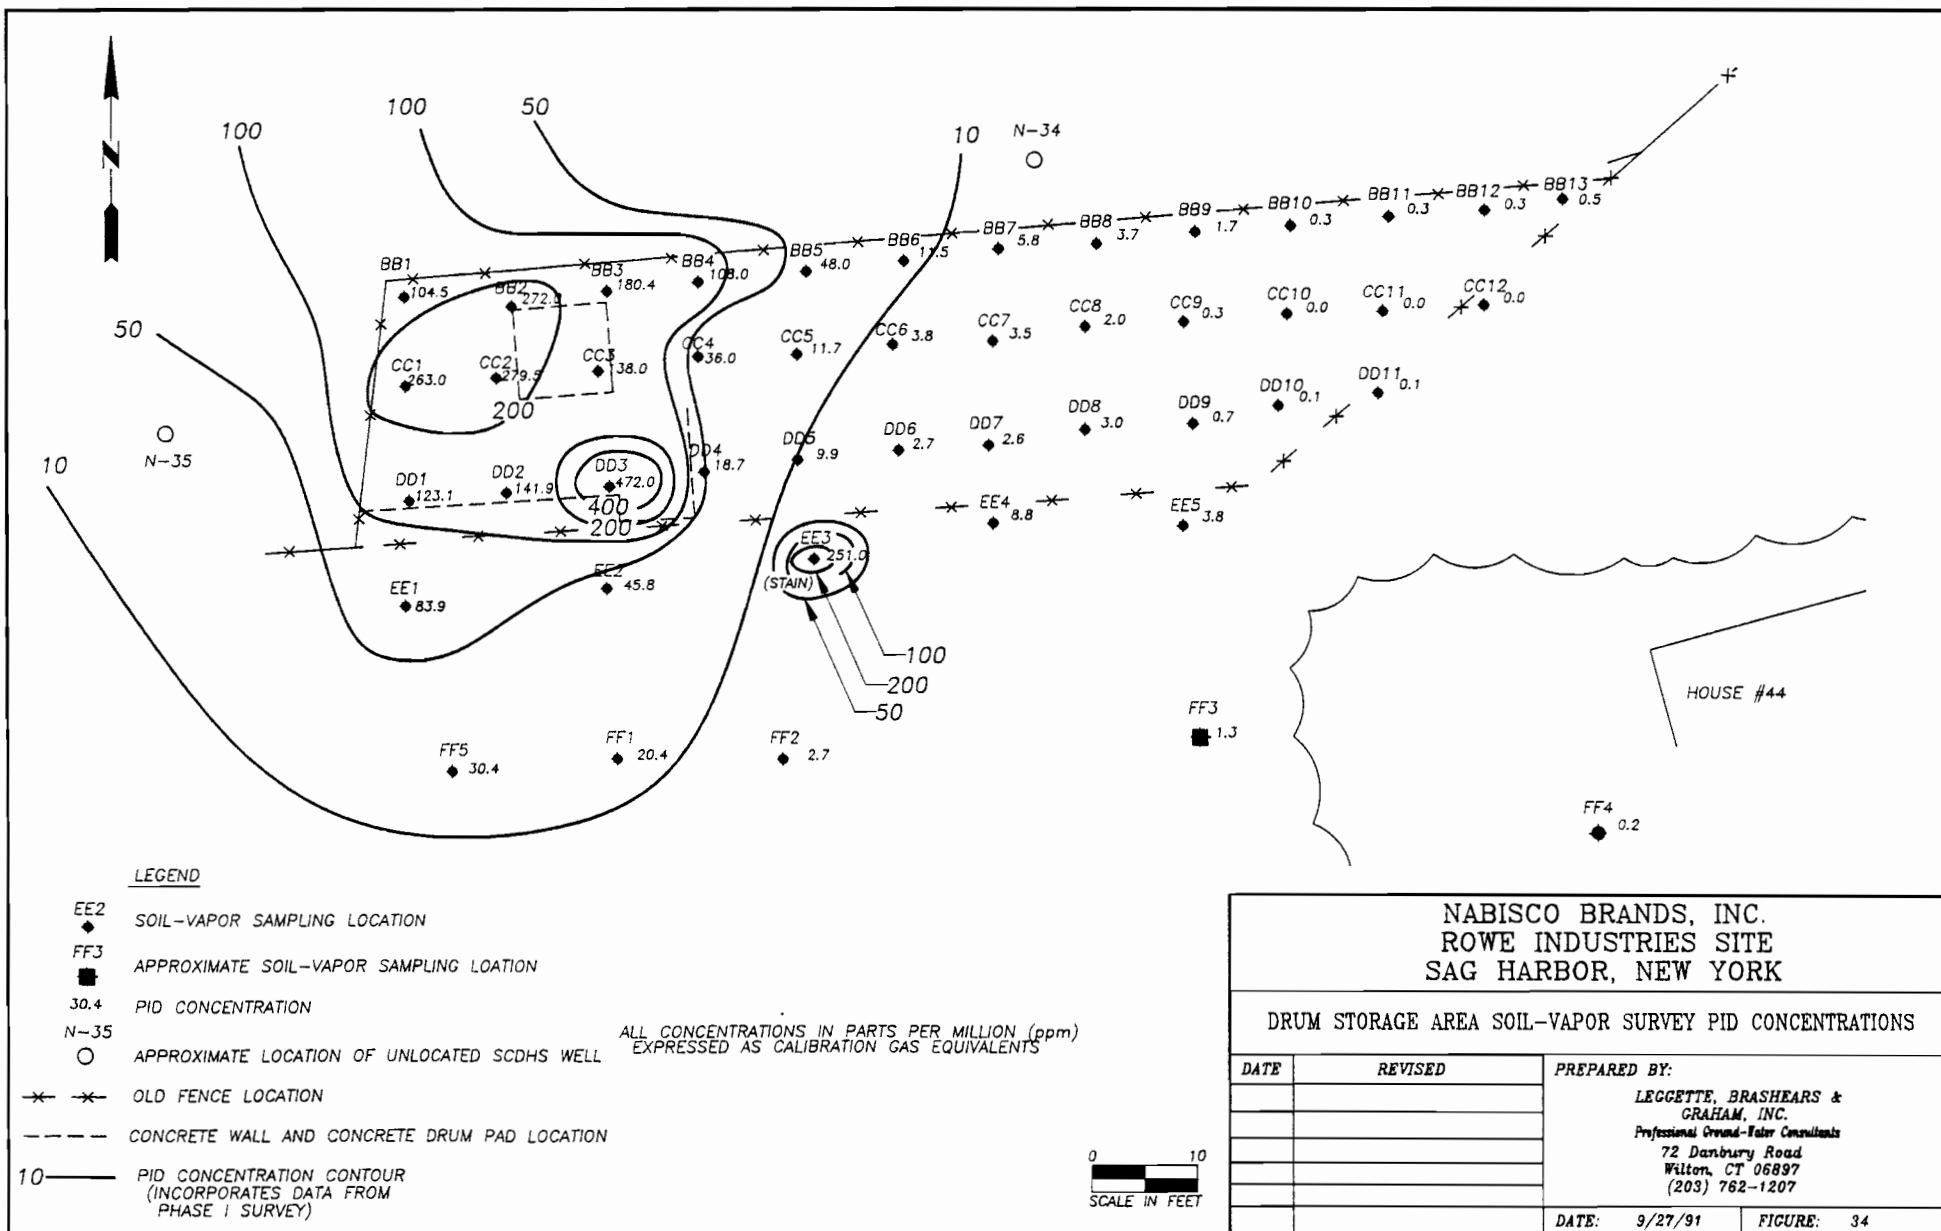 100
50
100
10
N-34
N
BB13
0.5
BB12
0.3
BB11
0.3
BB10
0.3
BB9
1.7
BB8
3.7
BB7
5.8
BB6
11.5
BB5
48.0
BB4
108.0
BB3
180.4
BB2
272.0
BB1
104.5
CC12
0.0
CC11
0.0
CC10
0.0
CC9
0.3
CC8
2.0
CC7
3.5
CC6
3.8
CC5
11.7
CC4
36.0
CC3
138.0
CC2
279.5
CC1
263.0
50
200
DD11
0.1
DD10
0.1
DD9
0.7
DD8
3.0
DD7
2.6
DD6
2.7
DD5
9.9
DD4
18.7
DD3
472.0
DD2
141.9
DD1
123.1
N-35
10
400
200
EE5
3.8
EE4
8.8
EE3
251.0
(STAIN)
EE2
45.8
EE1
83.9
100
200
50
HOUSE #44
FF3
1.3
FF5
30.4
FF1
20.4
FF2
2.7
FF4
0.2
LEGEND
EE2
SOIL-VAPOR SAMPLING LOCATION
FF3
APPROXIMATE SOIL-VAPOR SAMPLING LOATION
30.4 PID CONCENTRATION
N-35
APPROXIMATE LOCATION OF UNLOCATED SCDHS WELL
OLD FENCE LOCATION
CONCRETE WALL AND CONCRETE DRUM PAD LOCATION
10 PID CONCENTRATION CONTOUR
(INCORPORATES DATA FROM
PHASE I SURVEY)
ALL CONCENTRATIONS IN PARTS PER MILLION (ppm)
EXPRESSED AS CALIBRATION GAS EQUIVALENTS
0 10
SCALE IN FEET
NABISCO BRANDS, INC.
ROWE INDUSTRIES SITE
SAG HARBOR, NEW YORK
DRUM STORAGE AREA SOIL-VAPOR SURVEY PID CONCENTRATIONS
DATE REVISED
PREPARED BY:
LEGGETTE, BRASHEARS &
GRAHAM, INC.
Professional Ground-Water Consultants
72 Danbury Road
Wilton, CT 06897
(203) 762-1207
DATE: 9/27/91 FIGURE: 34